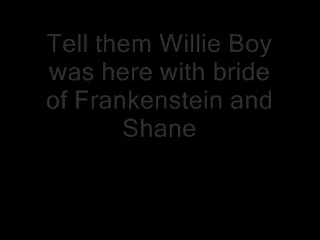 Tell them Willie Boy
was here with bride
of Frankenstein and
Shane